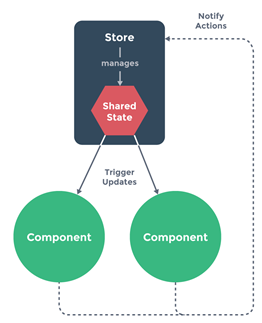 Notify
Actions
Store
manages
Shared
State
Trigger
Updates
Component
Component